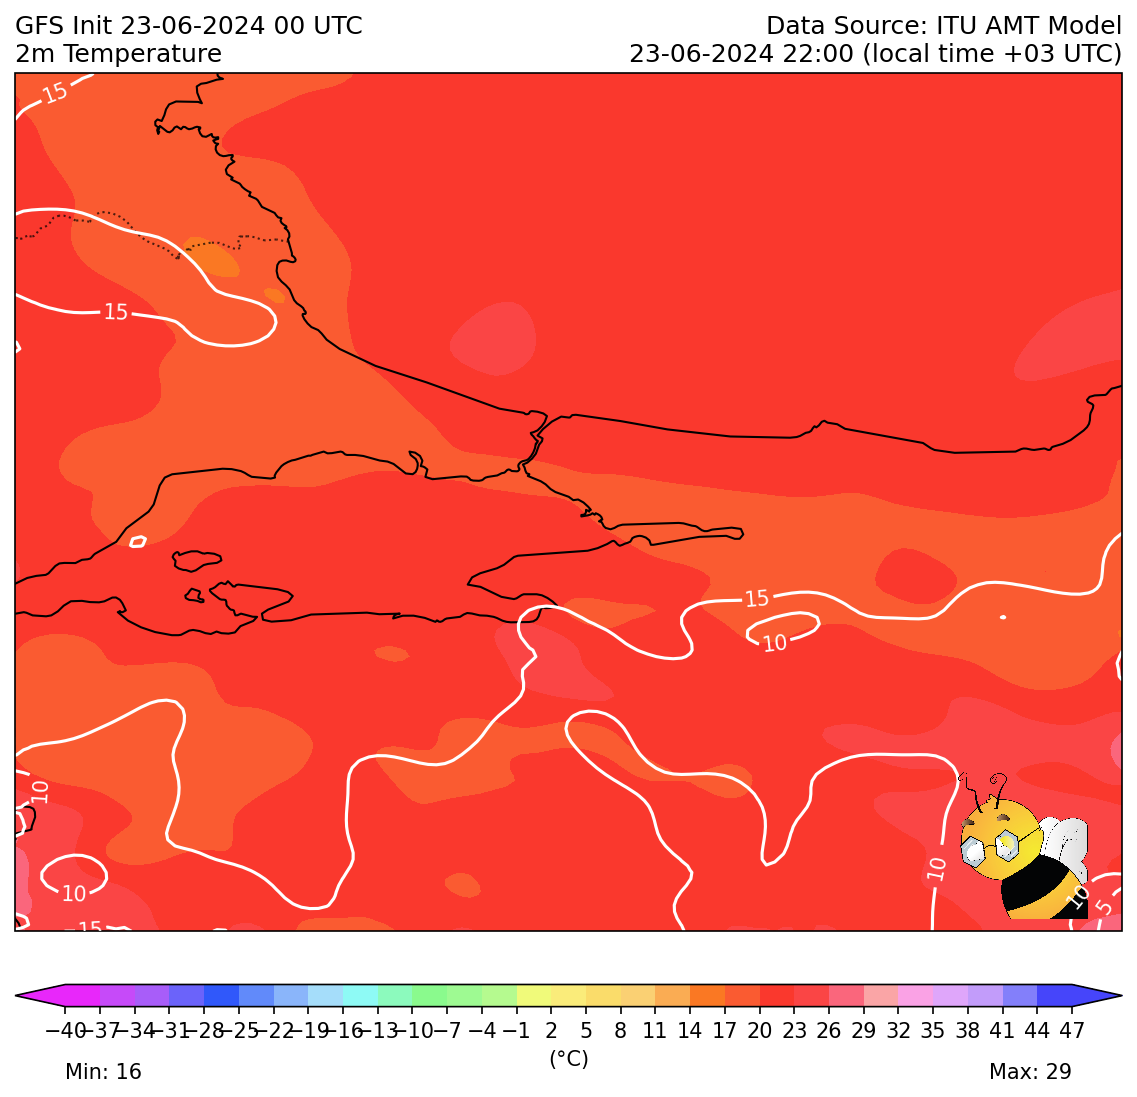 GFS Init 23-06-2024 00 UTC
Data Source: ITU AMT Model
2m Temperature
23-06-2024 22:00 (local time +03 UTC)
15
15
15
10
10
10
10
10
5
−15
−40 −37 −34 −31 −28 −25 −22 −19 −16 −13 −10 −7 −4 −1 2 5 8 11 14 17 20 23 26 29 32 35 38 41 44 47
(°C)
Min: 16
Max: 29